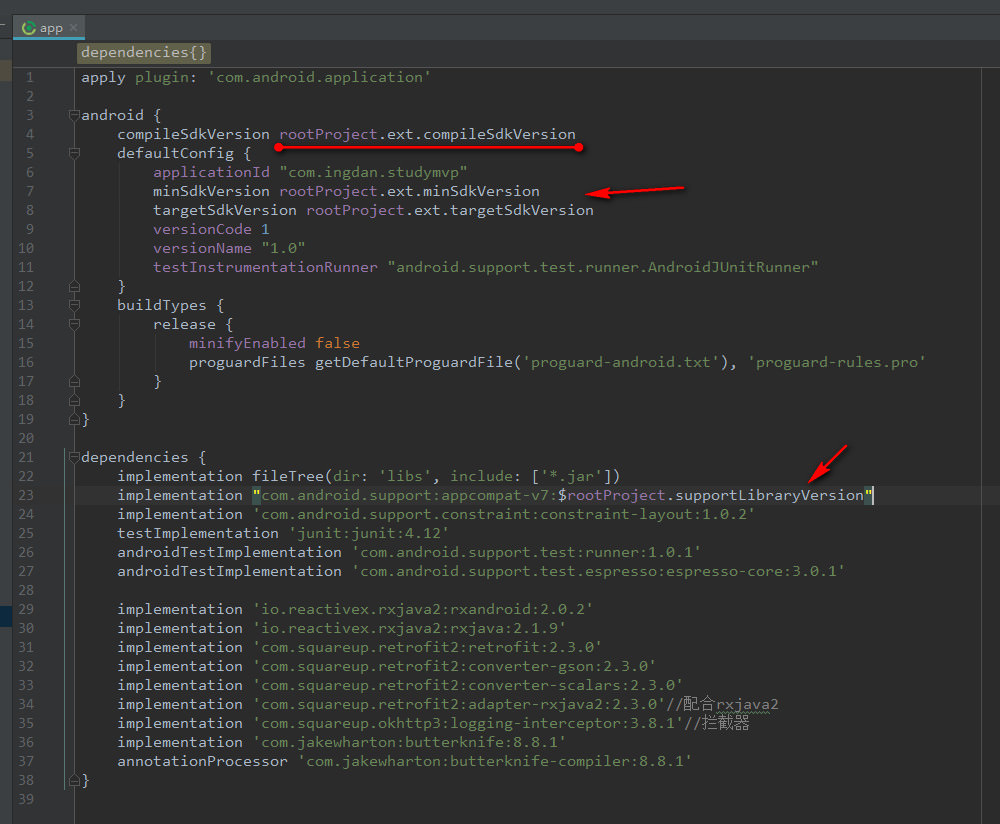 app
dependencies{}
1 apply plugin: 'com.android.application'
2
3 android {
4 compileSdkVersion rootProject.ext.compileSdkVersion
5 defaultConfig {
6 applicationId "com.ingdan.studymvp"
7 minSdkVersion rootProject.ext.minSdkVersion
8 targetSdkVersion rootProject.ext.targetSdkVersion
9 versionCode 1
10 versionName "1.0"
11 testInstrumentationRunner "android.support.test.runner.AndroidJUnitRunner"
12 }
13 buildTypes {
14 release {
15 minifyEnabled false
16 proguardFiles getDefaultProguardFile('proguard-android.txt'), 'proguard-rules.pro'
17 }
18 }
19 }
20
21 dependencies {
22 implementation fileTree(dir: 'libs', include: ['*.jar'])
23 implementation "com.android.support:appcompat-v7:$rootProject.supportLibraryVersion"
24 implementation 'com.android.support.constraint:constraint-layout:1.0.2'
25 testImplementation 'junit:junit:4.12'
26 androidTestImplementation 'com.android.support.test:runner:1.0.1'
27 androidTestImplementation 'com.android.support.test.espresso:espresso-core:3.0.1'
28
29 implementation 'io.reactivex.rxjava2:rxandroid:2.0.2'
30 implementation 'io.reactivex.rxjava2:rxjava:2.1.9'
31 implementation 'com.squareup.retrofit2:retrofit:2.3.0'
32 implementation 'com.squareup.retrofit2:converter-gson:2.3.0'
33 implementation 'com.squareup.retrofit2:converter-scalars:2.3.0'
34 implementation 'com.squareup.retrofit2:adapter-rxjava2:2.3.0'//配合rxjava2
35 implementation 'com.squareup.okhttp3:logging-interceptor:3.8.1'//拦截器
36 implementation 'com.jakewharton:butterknife:8.8.1'
37 annotationProcessor 'com.jakewharton:butterknife-compiler:8.8.1'
38 }
39